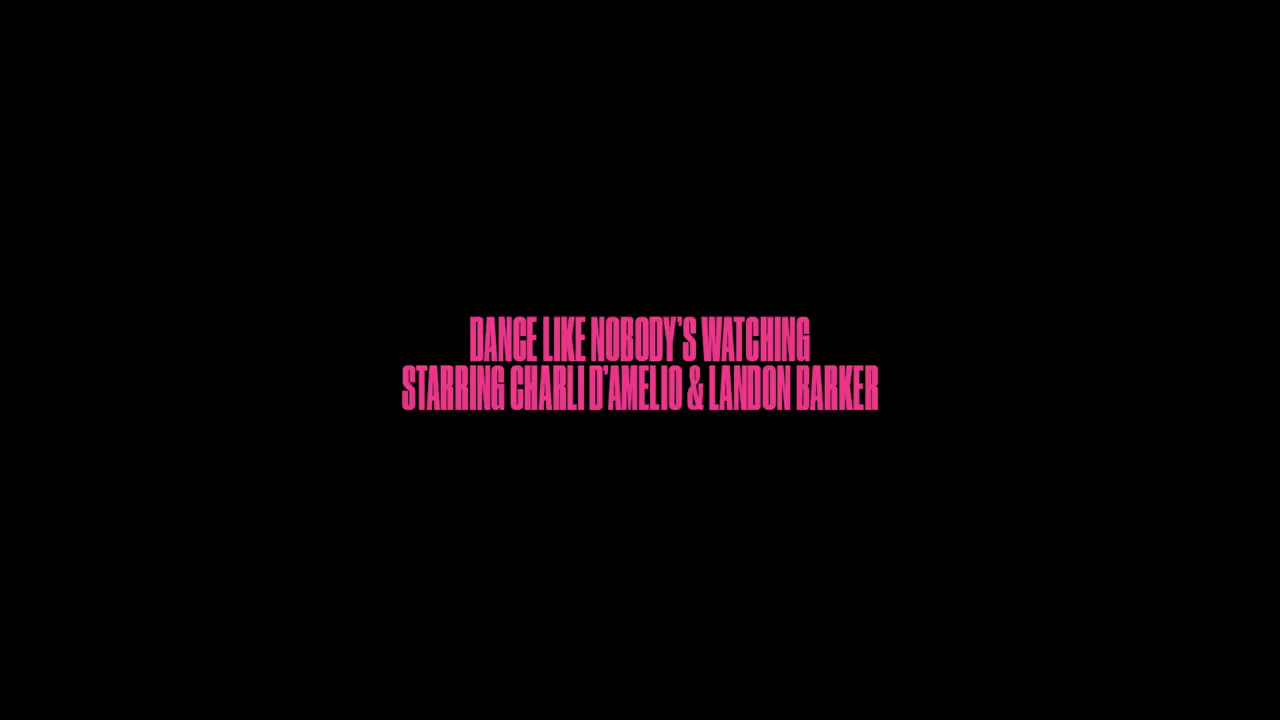 DANCE LIKE NOBODY'S WATCHING
STARRING CHARLI D'AMELIO & LANDON BARKER